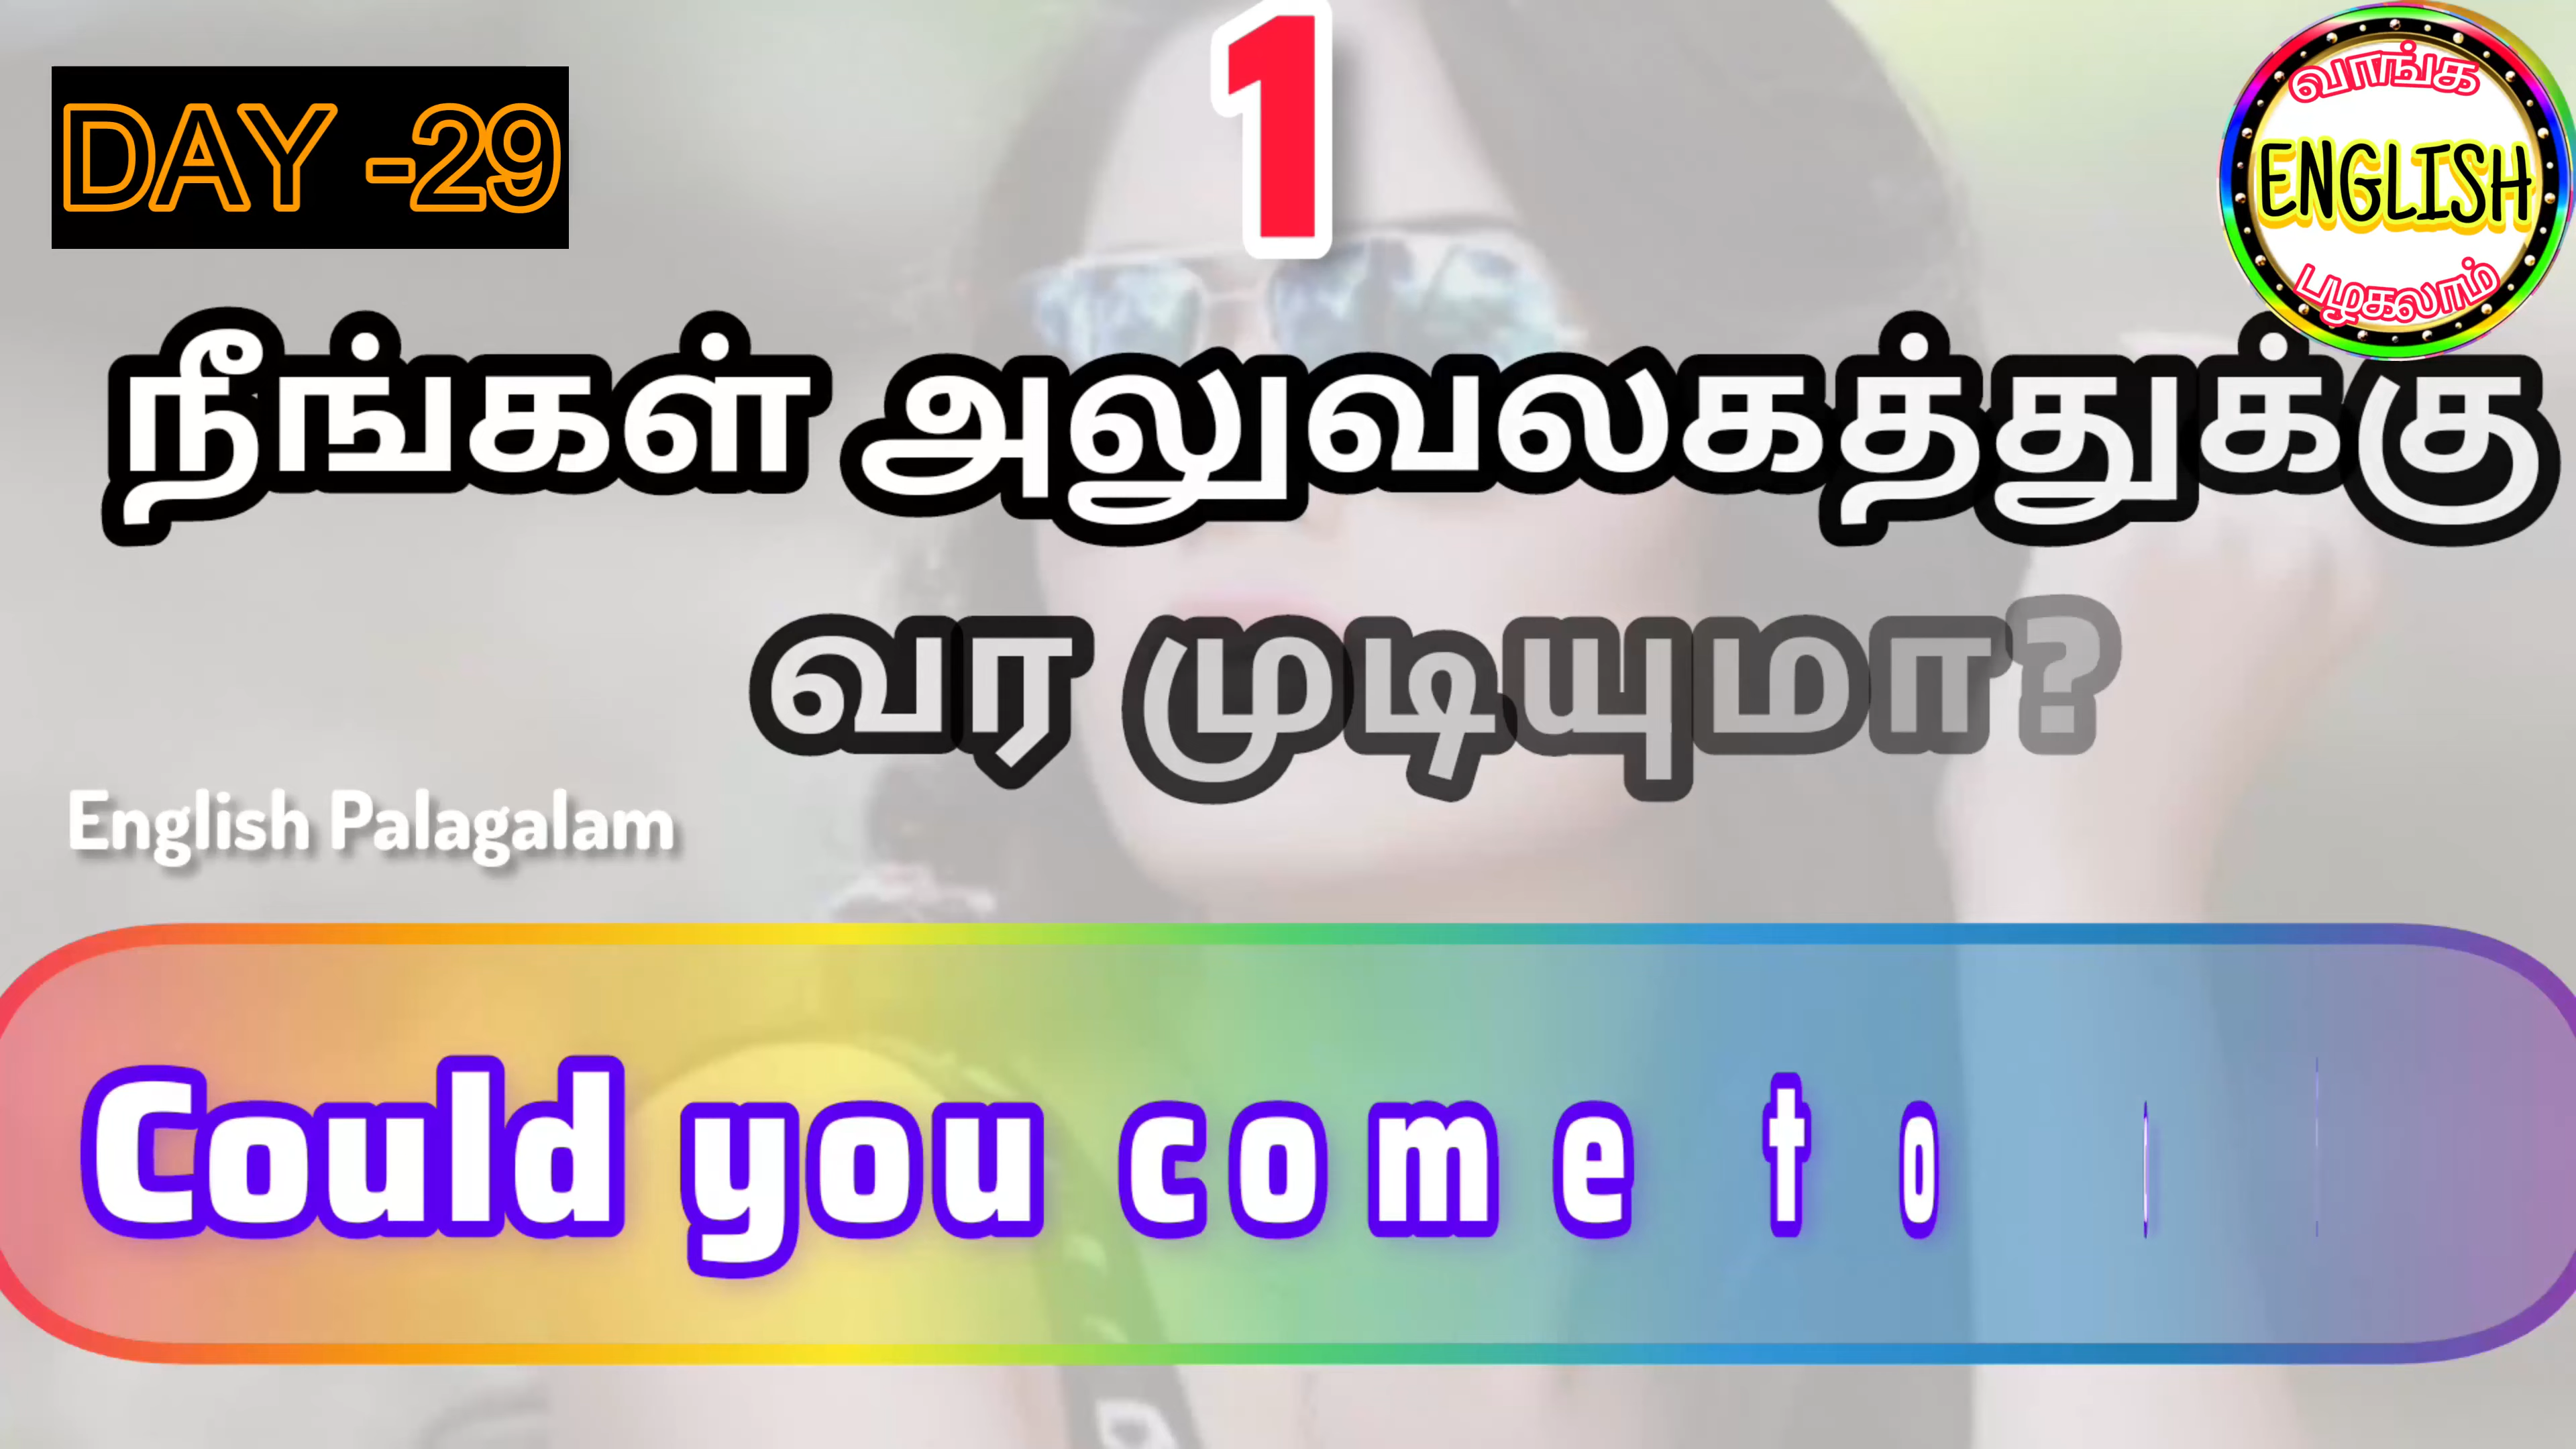 1
DAY -29
வாங்க
ENGLISH
பழகலாம்
நீங்கள் அலுவலகத்துக்கு
வர முடியுமா?
English Palagalam
Could you come to